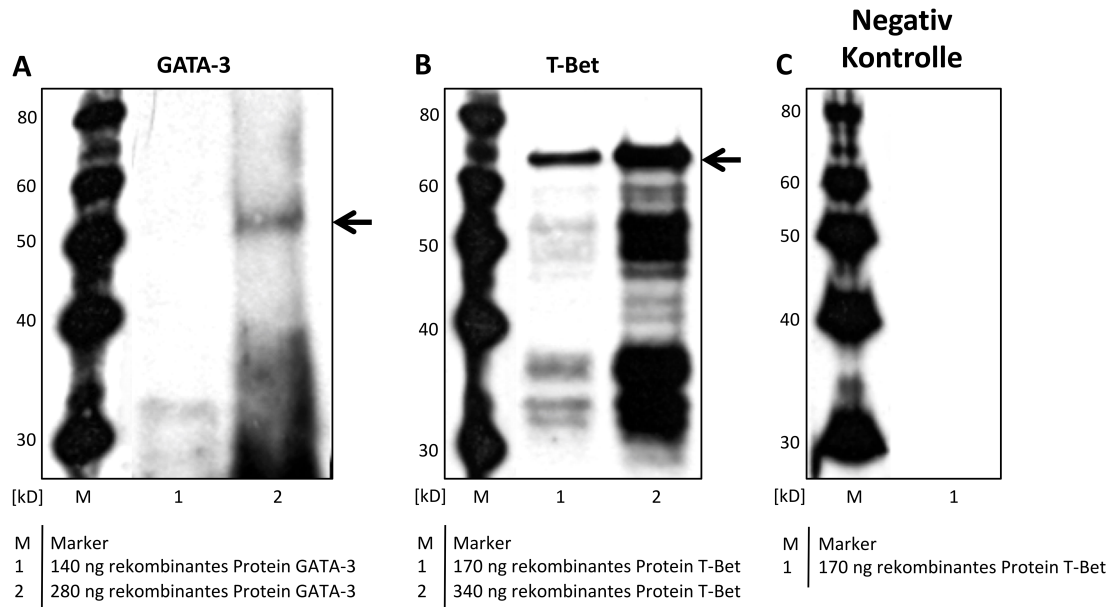 A
GATA-3
80
60
50
40
30
[kD] M 1 2
M Marker
1 140 ng rekombinantes Protein GATA-3
2 280 ng rekombinantes Protein GATA-3
B
T-Bet
80
60
50
40
30
[kD] M 1 2
M Marker
1 170 ng rekombinantes Protein T-Bet
2 340 ng rekombinantes Protein T-Bet
C
Negativ
Kontrolle
80
60
50
40
30
[kD] M 1
M Marker
1 170 ng rekombinantes Protein T-Bet